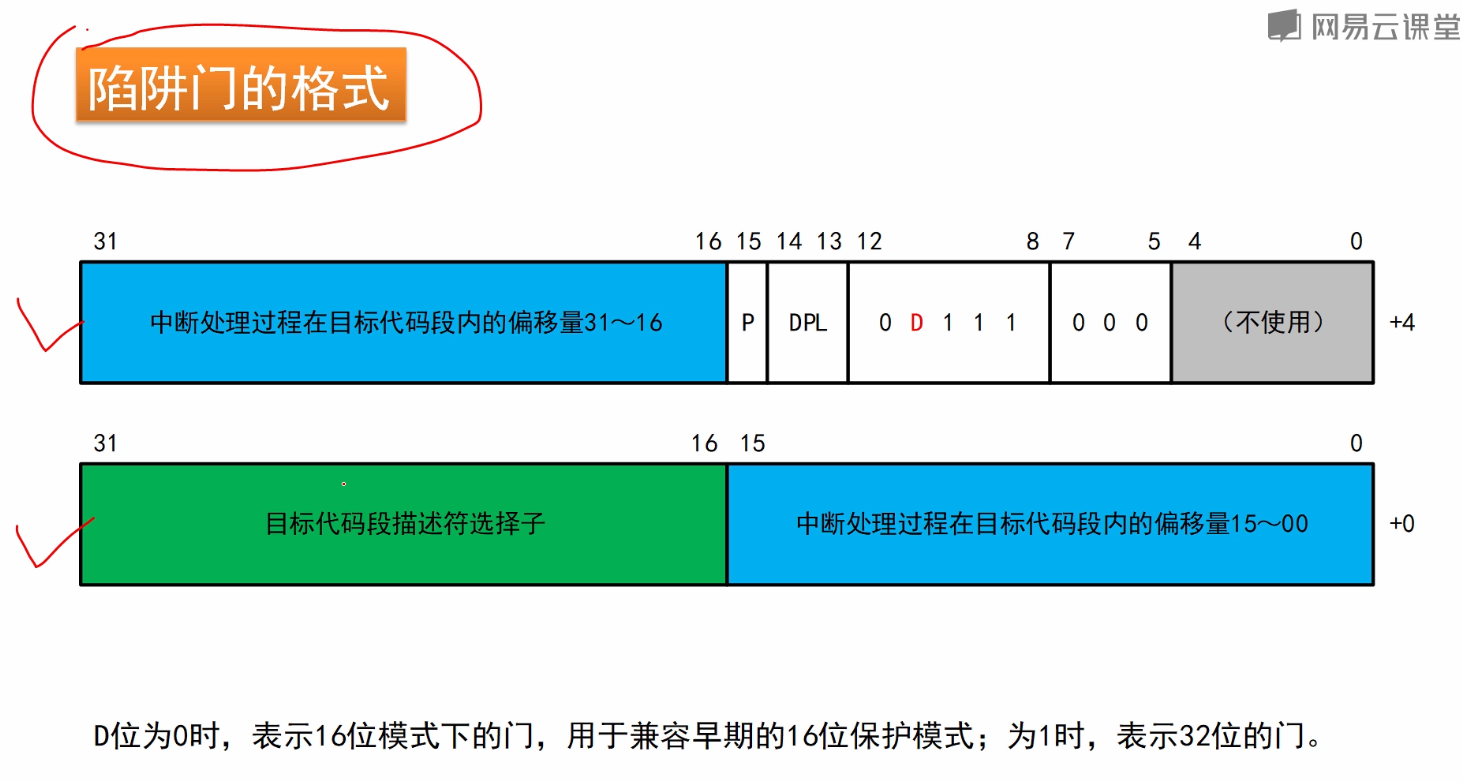 网易云课堂
陷阱门的格式
31 16 15 14 13 12 8 7 5 4 0
中断处理过程在目标代码段内的偏移量31～16 P DPL 0 D 1 1 1 0 0 0 （不使用） +4
31 16 15 0
目标代码段描述符选择子 中断处理过程在目标代码段内的偏移量15～00 +0
D位为0时，表示16位模式下的门，用于兼容早期的16位保护模式；为1时，表示32位的门。